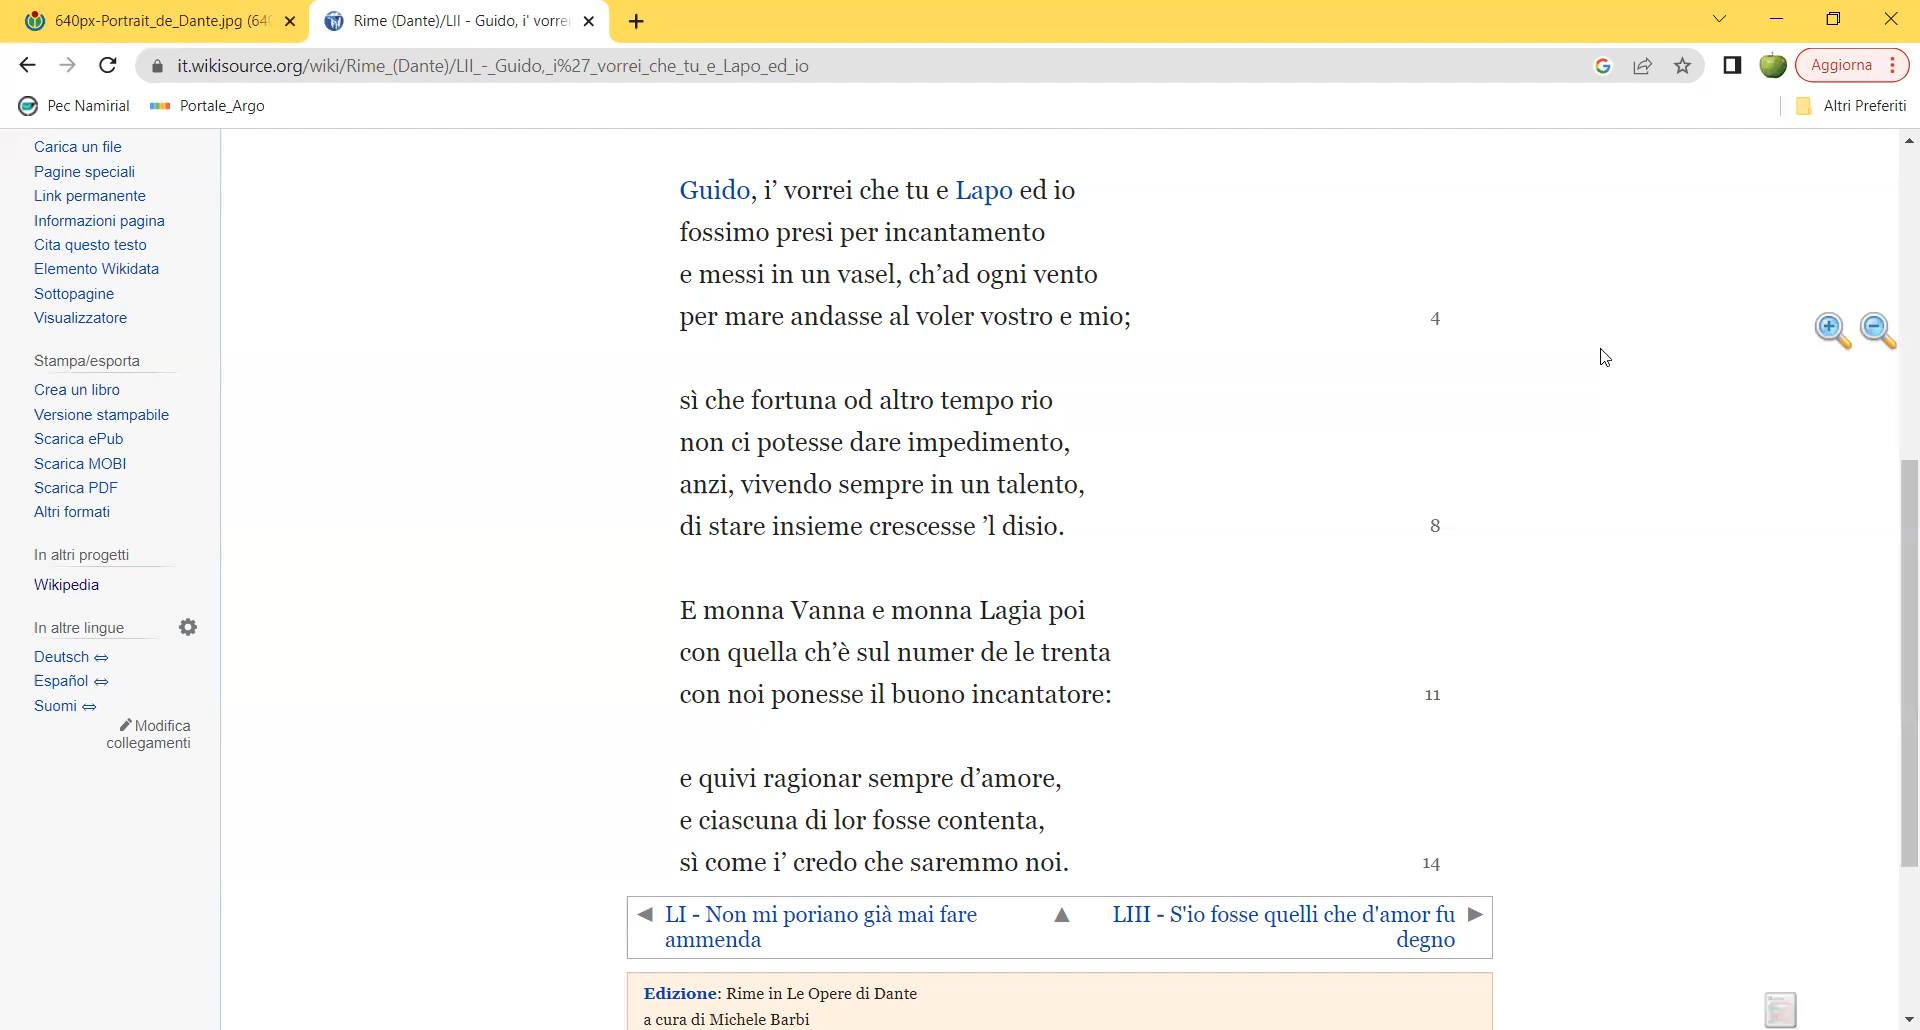 640px-Portrait_de_Dante.jpg (64
Rime (Dante)/LII - Guido, i' vorre
it.wikisource.org/wiki/Rime_(Dante)/LII_-_Guido,_i%27_vorrei_che_tu_e_Lapo_ed_io
Aggiorna
Pec Namirial
Portale_Argo
Altri Preferiti
Carica un file
Pagine speciali
Link permanente
Informazioni pagina
Cita questo testo
Elemento Wikidata
Sottopagine
Visualizzatore
Stampa/esporta
Crea un libro
Versione stampabile
Scarica ePub
Scarica MOBI
Scarica PDF
Altri formati
In altri progetti
Wikipedia
In altre lingue
Deutsch ⇔
Español ⇔
Suomi ⇔
Modifica
collegamenti
Guido, i’ vorrei che tu e Lapo ed io
fossimo presi per incantamento
e messi in un vasel, ch’ad ogni vento
per mare andasse al voler vostro e mio; 4
sì che fortuna od altro tempo rio
non ci potesse dare impedimento,
anzi, vivendo sempre in un talento,
di stare insieme crescesse ’l disio. 8
E monna Vanna e monna Lagia poi
con quella ch’è sul numer de le trenta
con noi ponesse il buono incantatore: 11
e quivi ragionar sempre d’amore,
e ciascuna di lor fosse contenta,
sì come i’ credo che saremmo noi. 14
◄ LI - Non mi poriano già mai fare
ammenda
▲
LIII - S'io fosse quelli che d'amor fu ►
degno
Edizione: Rime in Le Opere di Dante
a cura di Michele Barbi